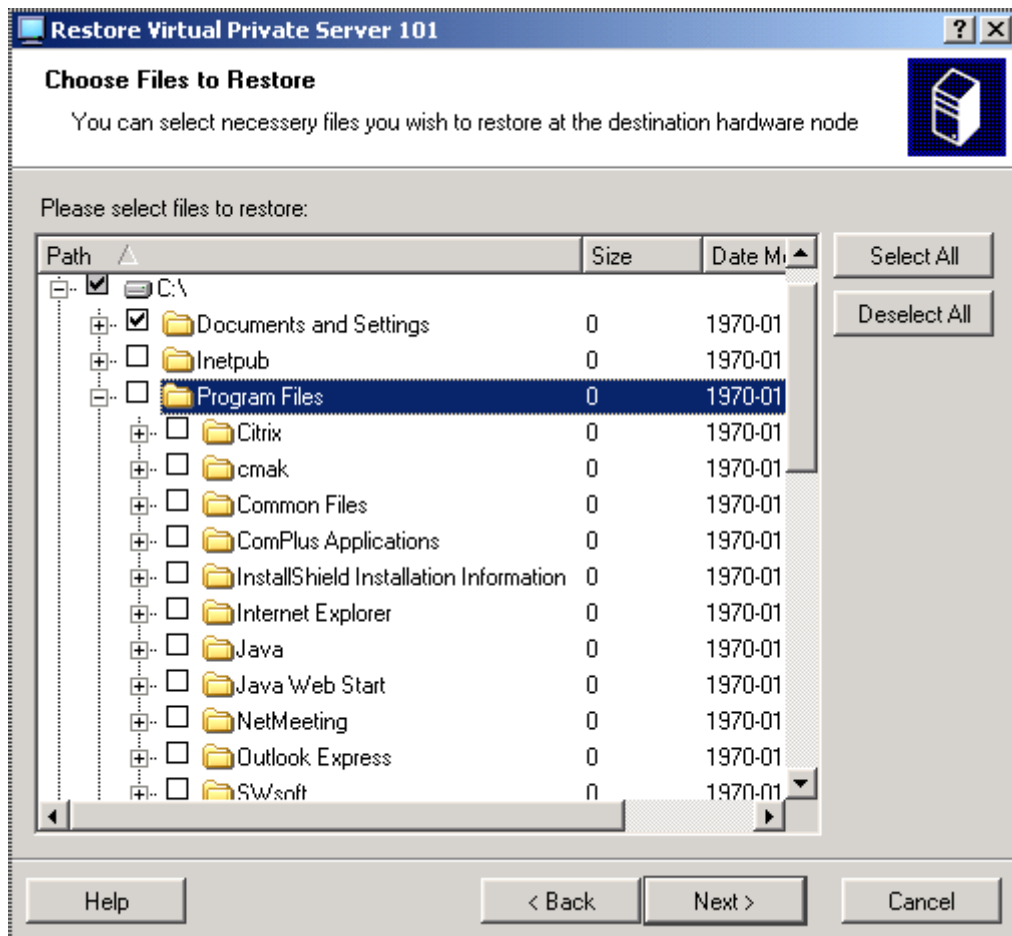 Restore Virtual Private Server 101
Choose Files to Restore
You can select necessery files you wish to restore at the destination hardware node
Please select files to restore:
Path Size Date M
C:\
Documents and Settings 0 1970-01
Inetpub 0 1970-01
Program Files 0 1970-01
Citrix 0 1970-01
cmak 0 1970-01
Common Files 0 1970-01
ComPlus Applications 0 1970-01
InstallShield Installation Information 0 1970-01
Internet Explorer 0 1970-01
Java 0 1970-01
Java Web Start 0 1970-01
NetMeeting 0 1970-01
Outlook Express 0 1970-01
SWsoft 0 1970-01
Select All
Deselect All
Help < Back Next > Cancel